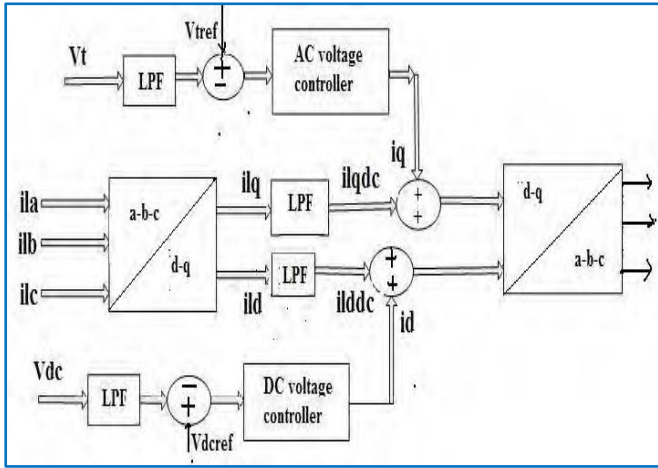 Vtref
Vt
LPF
+
−
AC voltage
controller
iq
ila
ilb
ilc
a-b-c
d-q
ilq
LPF
ilqdc
+
+
d-q
a-b-c
ild
LPF
ilddc
+
+
id
Vdc
LPF
−
+
Vdcref
DC voltage
controller